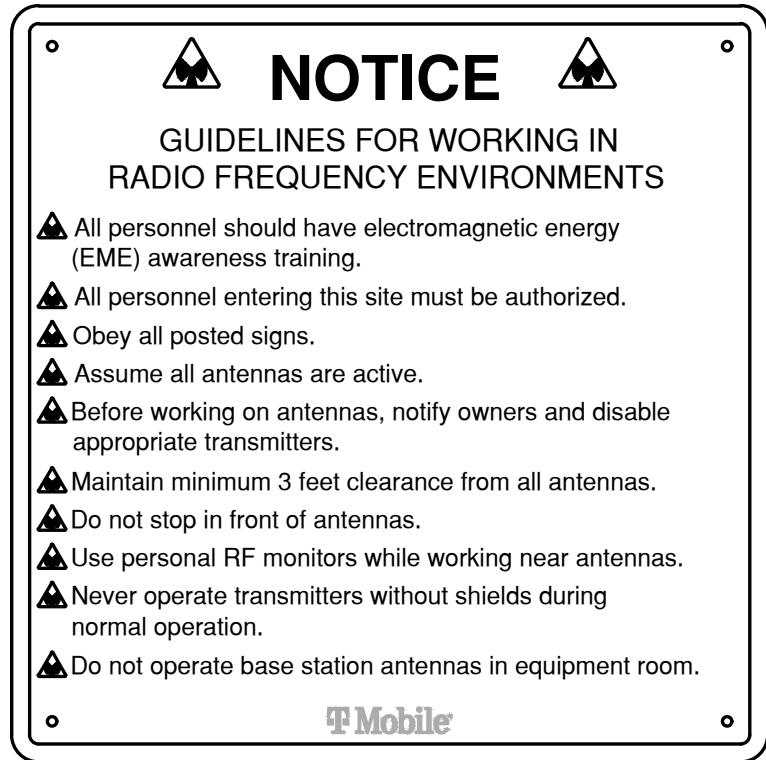 NOTICE
GUIDELINES FOR WORKING IN
RADIO FREQUENCY ENVIRONMENTS
All personnel should have electromagnetic energy
(EME) awareness training.
All personnel entering this site must be authorized.
Obey all posted signs.
Assume all antennas are active.
Before working on antennas, notify owners and disable
appropriate transmitters.
Maintain minimum 3 feet clearance from all antennas.
Do not stop in front of antennas.
Use personal RF monitors while working near antennas.
Never operate transmitters without shields during
normal operation.
Do not operate base station antennas in equipment room.
T Mobile